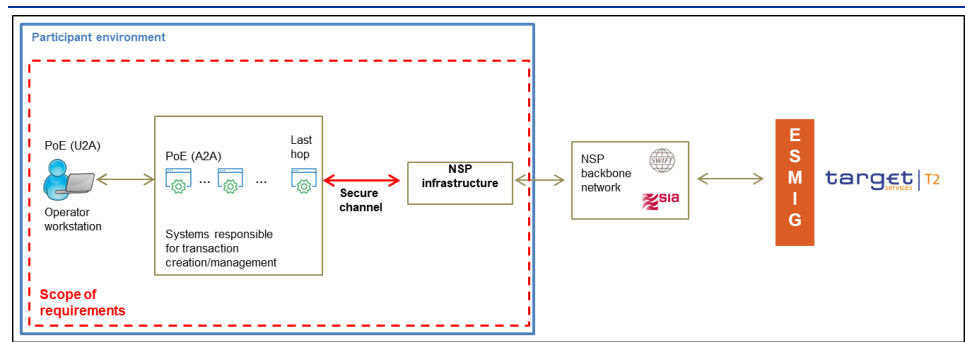 Participant environment
PoE (U2A)
Operator
workstation
PoE (A2A)
...
...
Last
hop
Systems responsible
for transaction
creation/management
Secure
channel
NSP
infrastructure
Scope of
requirements
NSP
backbone
network
SWIFT
sia
E
S
M
I
G
target
services
T2